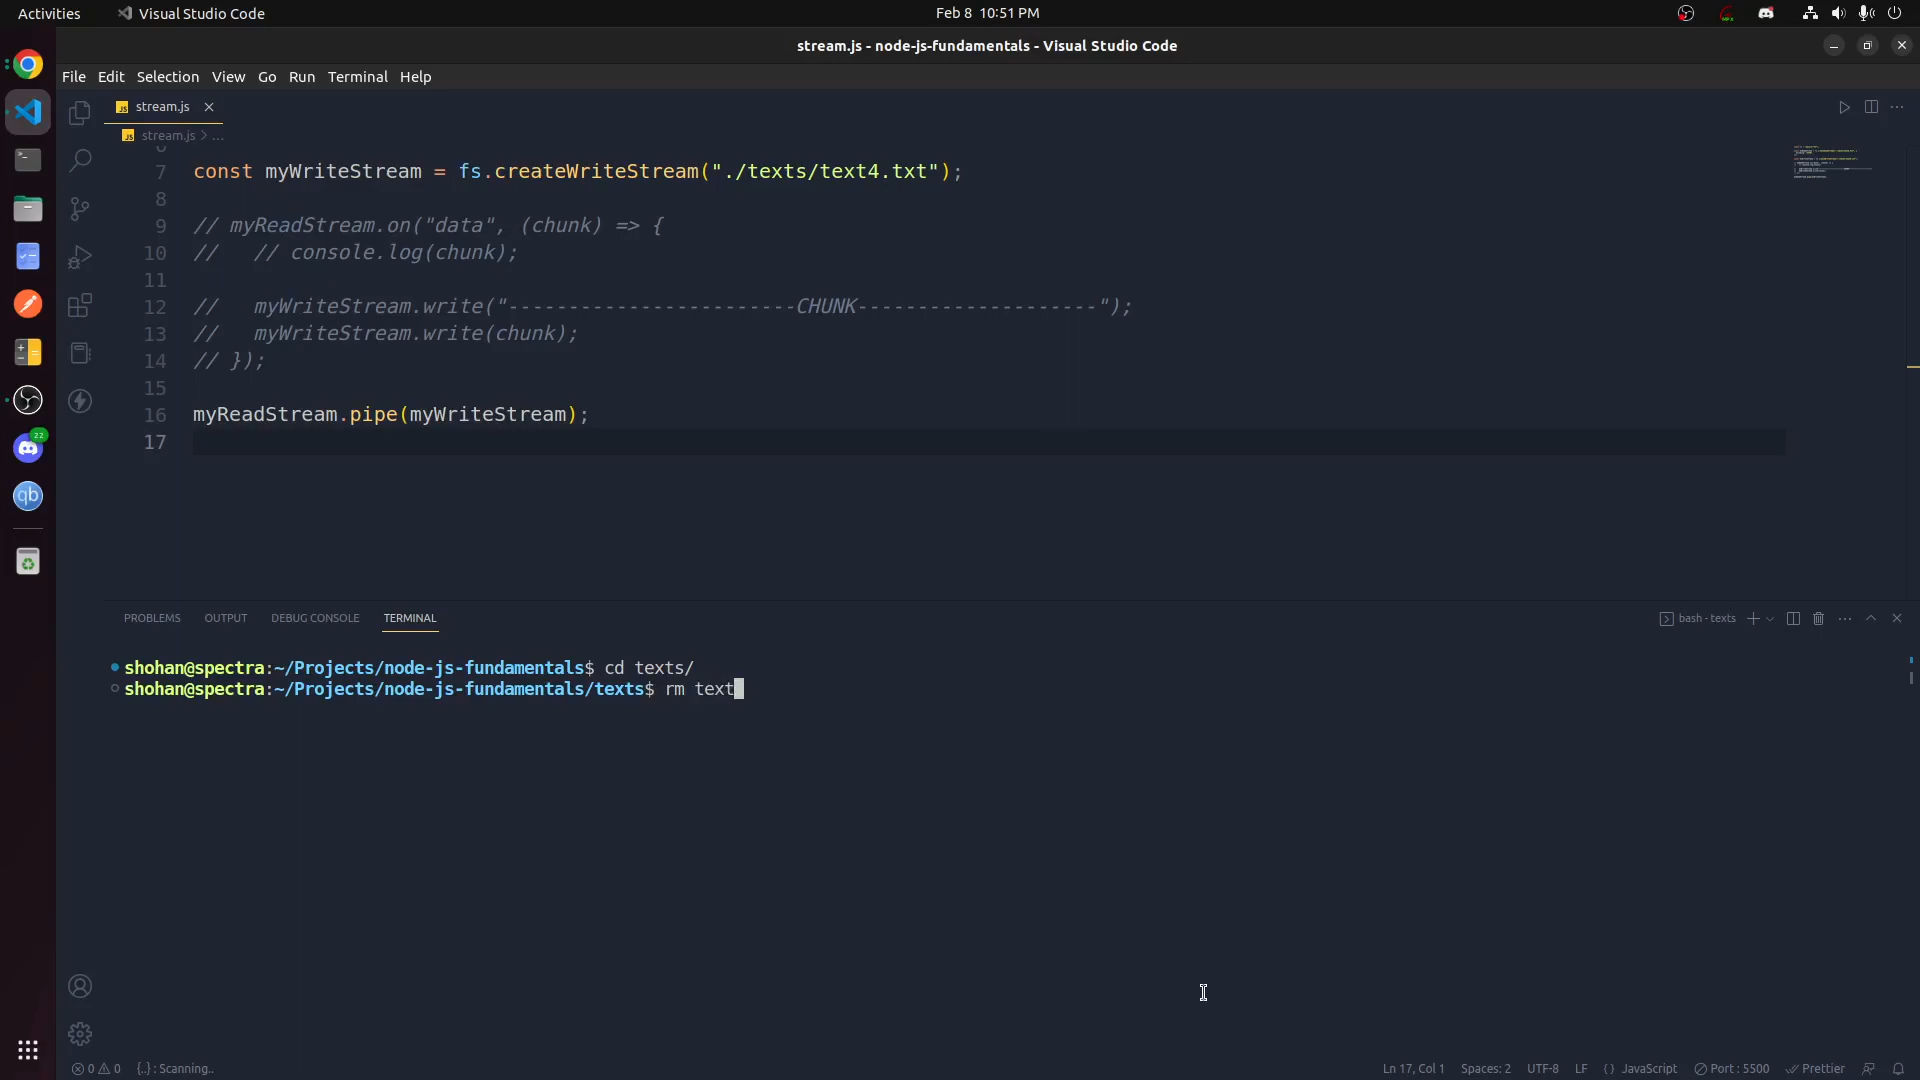 Activities
Visual Studio Code
Feb 8 10:51 PM
stream.js - node-js-fundamentals - Visual Studio Code
File Edit Selection View Go Run Terminal Help
stream.js
stream.js > ...
7 const myWriteStream = fs.createWriteStream("./texts/text4.txt");
8
9 // myReadStream.on("data", (chunk) => {
10 //   // console.log(chunk);
11
12 //   myWriteStream.write("------------------------CHUNK--------------------");
13 //   myWriteStream.write(chunk);
14 // });
15
16 myReadStream.pipe(myWriteStream);
17
22
qb
PROBLEMS OUTPUT DEBUG CONSOLE TERMINAL
bash - texts
shohan@spectra:~/Projects/node-js-fundamentals$ cd texts/
shohan@spectra:~/Projects/node-js-fundamentals/texts$ rm text
0 0 {..} : Scanning..
Ln 17, Col 1 Spaces: 2 UTF-8 LF {} JavaScript Port : 5500 Prettier